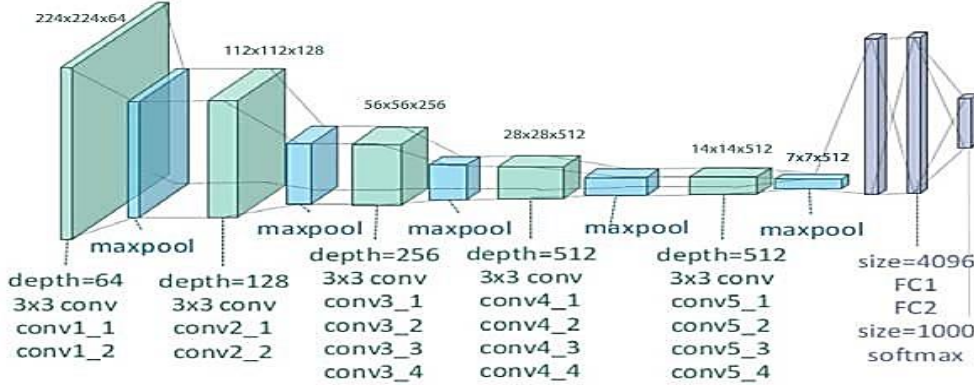 224x224x64
112x112x128
56x56x256
28x28x512
14x14x512
7x7x512
maxpool
maxpool
maxpool
maxpool
maxpool
depth=64
3x3 conv
conv1_1
conv1_2
depth=128
3x3 conv
conv2_1
conv2_2
depth=256
3x3 conv
conv3_1
conv3_2
conv3_3
conv3_4
depth=512
3x3 conv
conv4_1
conv4_2
conv4_3
conv4_4
depth=512
3x3 conv
conv5_1
conv5_2
conv5_3
conv5_4
size=4096
FC1
FC2
size=1000
softmax